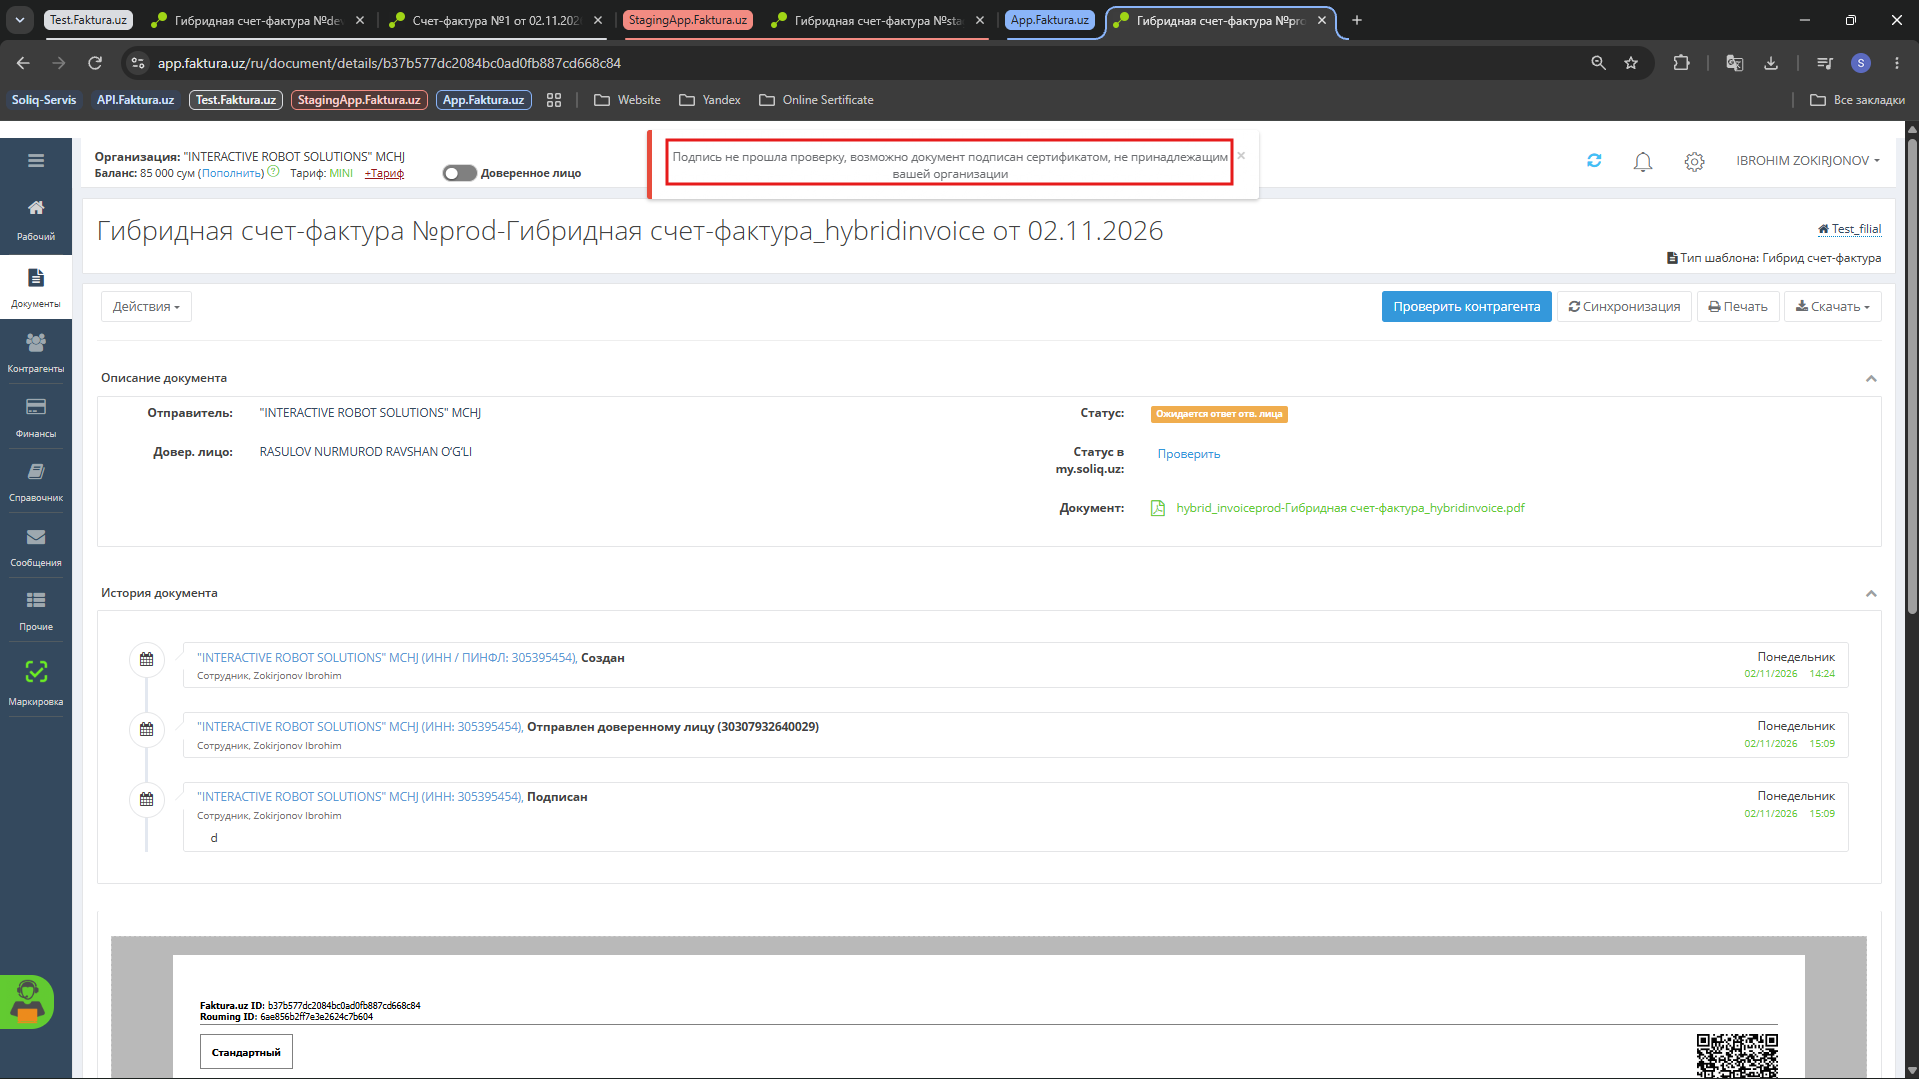 Test.Faktura.uz
Гибридная счет-фактура №dev
Счет-фактура №1 от 02.11.202
StagingApp.Faktura.uz
Гибридная счет-фактура №sta
App.Faktura.uz
Гибридная счет-фактура №pro
app.faktura.uz/ru/document/details/b37b577dc2084bc0ad0fb887cd668c84
S
Soliq-Servis
API.Faktura.uz
Test.Faktura.uz
StagingApp.Faktura.uz
App.Faktura.uz
Website
Yandex
Online Sertificate
Все закладки
Организация: "INTERACTIVE ROBOT SOLUTIONS" MCHJ
Баланс: 85 000 сум (Пополнить) ? Тариф: MINI +Тариф
Доверенное лицо
Подпись не прошла проверку, возможно документ подписан сертификатом, не принадлежащим
вашей организации
IBROHIM ZOKIRJONOV
Рабочий
Документы
Контрагенты
Финансы
Справочник
Сообщения
Прочие
Маркировка
Гибридная счет-фактура №prod-Гибридная счет-фактура_hybridinvoice от 02.11.2026
Test_filial
Тип шаблона: Гибрид счет-фактура
Действия
Проверить контрагента
Синхронизация
Печать
Скачать
Описание документа
Отправитель: "INTERACTIVE ROBOT SOLUTIONS" MCHJ
Довер. лицо: RASULOV NURMUROD RAVSHAN O‘G‘LI
Статус: Ожидается ответ отв. лица
Статус в
my.soliq.uz:
Проверить
Документ: hybrid_invoiceprod-Гибридная счет-фактура_hybridinvoice.pdf
История документа
"INTERACTIVE ROBOT SOLUTIONS" MCHJ (ИНН / ПИНФЛ: 305395454), Создан
Сотрудник, Zokirjonov Ibrohim
Понедельник
02/11/2026 14:24
"INTERACTIVE ROBOT SOLUTIONS" MCHJ (ИНН: 305395454), Отправлен доверенному лицу (30307932640029)
Сотрудник, Zokirjonov Ibrohim
Понедельник
02/11/2026 15:09
"INTERACTIVE ROBOT SOLUTIONS" MCHJ (ИНН: 305395454), Подписан
Сотрудник, Zokirjonov Ibrohim
d
Понедельник
02/11/2026 15:09
Faktura.uz ID: b37b577dc2084bc0ad0fb887cd668c84
Rouming ID: 6ae856b2ff7e3e2624c7b604
Стандартный